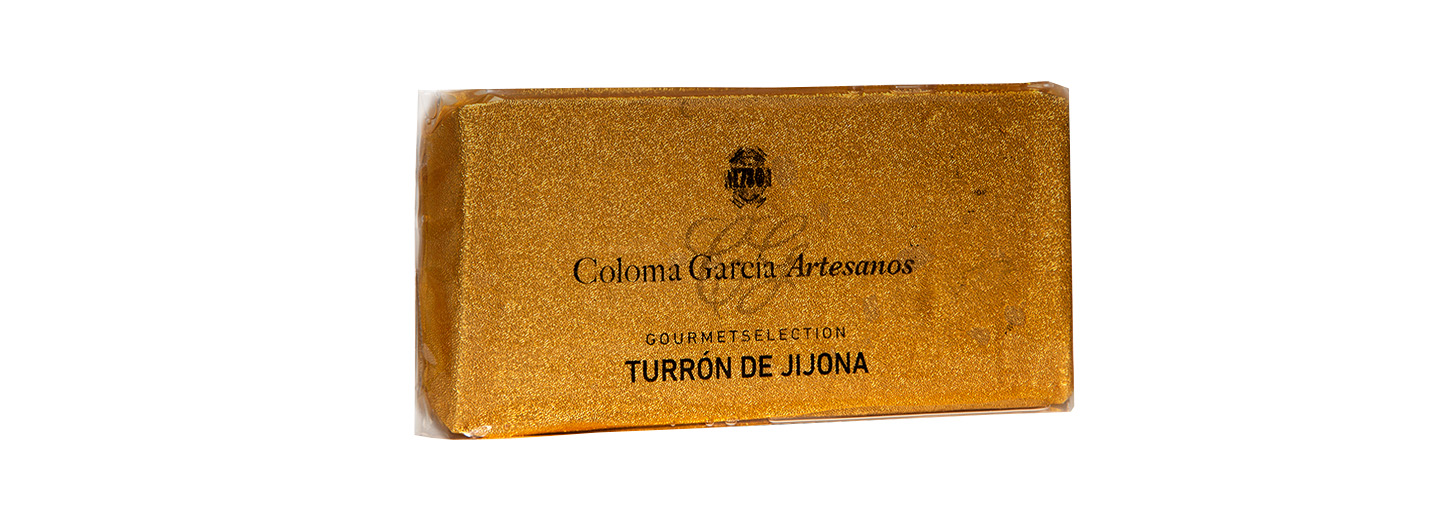 Coloma García Artesanos
GOURMETSELECTION
TURRÓN DE JIJONA